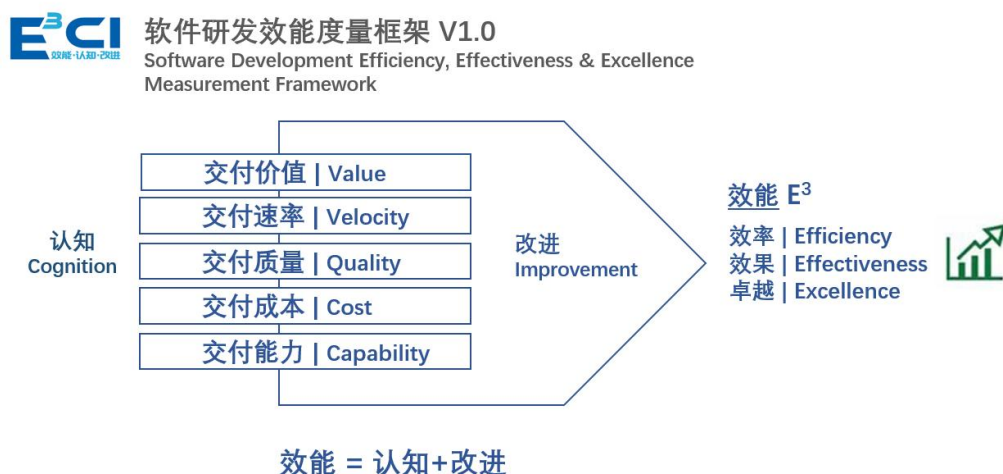 E³CI
效能·认知·改进
软件研发效能度量框架 V1.0
Software Development Efficiency, Effectiveness & Excellence
Measurement Framework
认知
Cognition
交付价值 | Value
交付速率 | Velocity
交付质量 | Quality
交付成本 | Cost
交付能力 | Capability
改进
Improvement
效能 E³
效率 | Efficiency
效果 | Effectiveness
卓越 | Excellence
效能 = 认知+改进